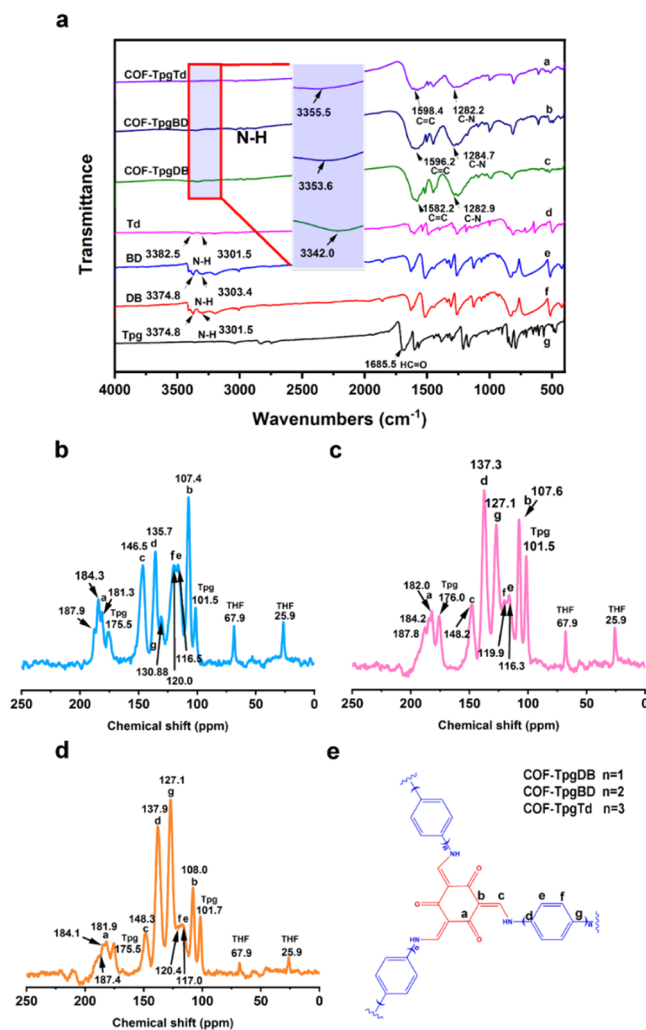 a
COF-TpgTd
a
3355.5
1598.4
C=C
1282.2
C-N
COF-TpgBD
b
N-H
3353.6
1596.2
C=C
1284.7
C-N
COF-TpgDB
c
1582.2
C=C
1282.9
C-N
Td
d
3342.0
3382.5 N-H 3301.5
BD
e
3374.8 N-H 3303.4
DB
f
3374.8 N-H 3301.5
Tpg
g
1685.5 HC=O
Transmittance
4000 3500 3000 2500 2000 1500 1000 500
Wavenumbers (cm⁻¹)
b
107.4
b
146.5
c
135.7
d
f e
184.3
187.9
a
181.3
Tpg
175.5
g
130.88
120.0
116.5
Tpg
101.5
THF
67.9
THF
25.9
250 200 150 100 50 0
Chemical shift (ppm)
c
137.3
d
127.1
g
b
107.6
Tpg
101.5
182.0
a
184.2
187.8
Tpg
176.0
c
148.2
f e
119.9
116.3
THF
67.9
THF
25.9
250 200 150 100 50 0
Chemical shift (ppm)
d
127.1
g
137.9
d
108.0
b
Tpg
101.7
148.3
c
f e
181.9
a
184.1
187.4
Tpg
175.5
120.4
117.0
THF
67.9
THF
25.9
250 200 150 100 50 0
Chemical shift (ppm)
e
COF-TpgDB n=1
COF-TpgBD n=2
COF-TpgTd n=3
n
NH
O
O
b c
e
f
a
d
g
n
O
NH
NH
n